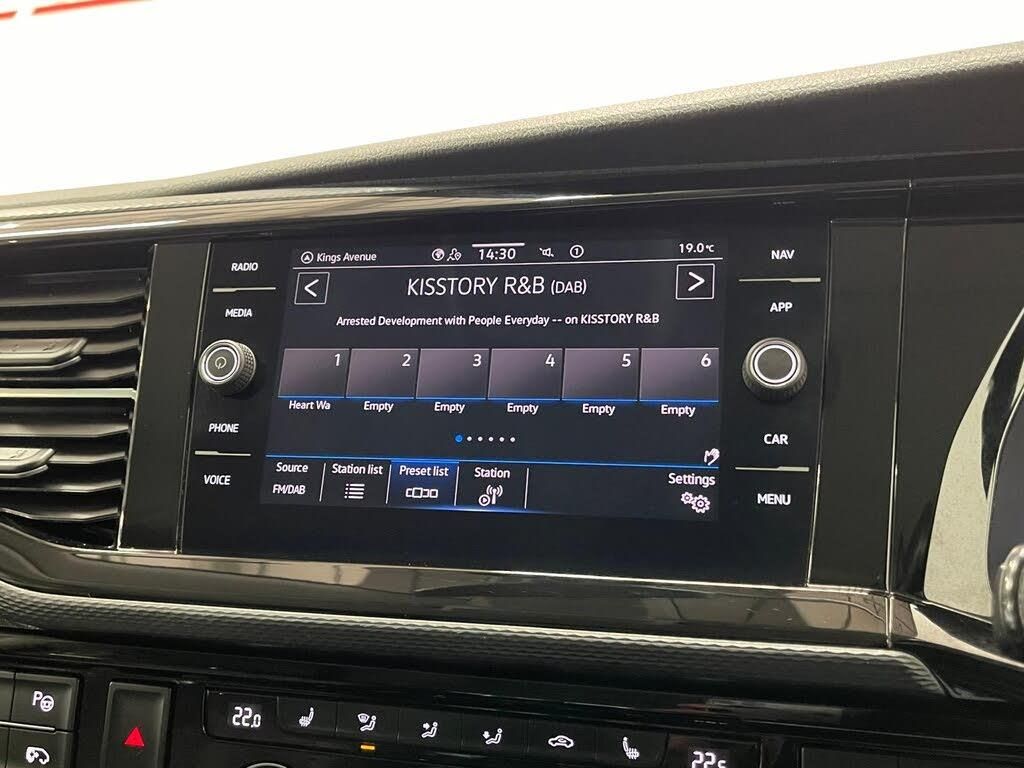 Kings Avenue
14:30
1
19.0 °C
KISSTORY R&B (DAB)
Arrested Development with People Everyday -- on KISSTORY R&B
1 2 3 4 5 6
Heart Wa Empty Empty Empty Empty Empty
Source Station list Preset list Station Settings
FM/DAB
RADIO
MEDIA
PHONE
VOICE
NAV
APP
CAR
MENU
P
22.0